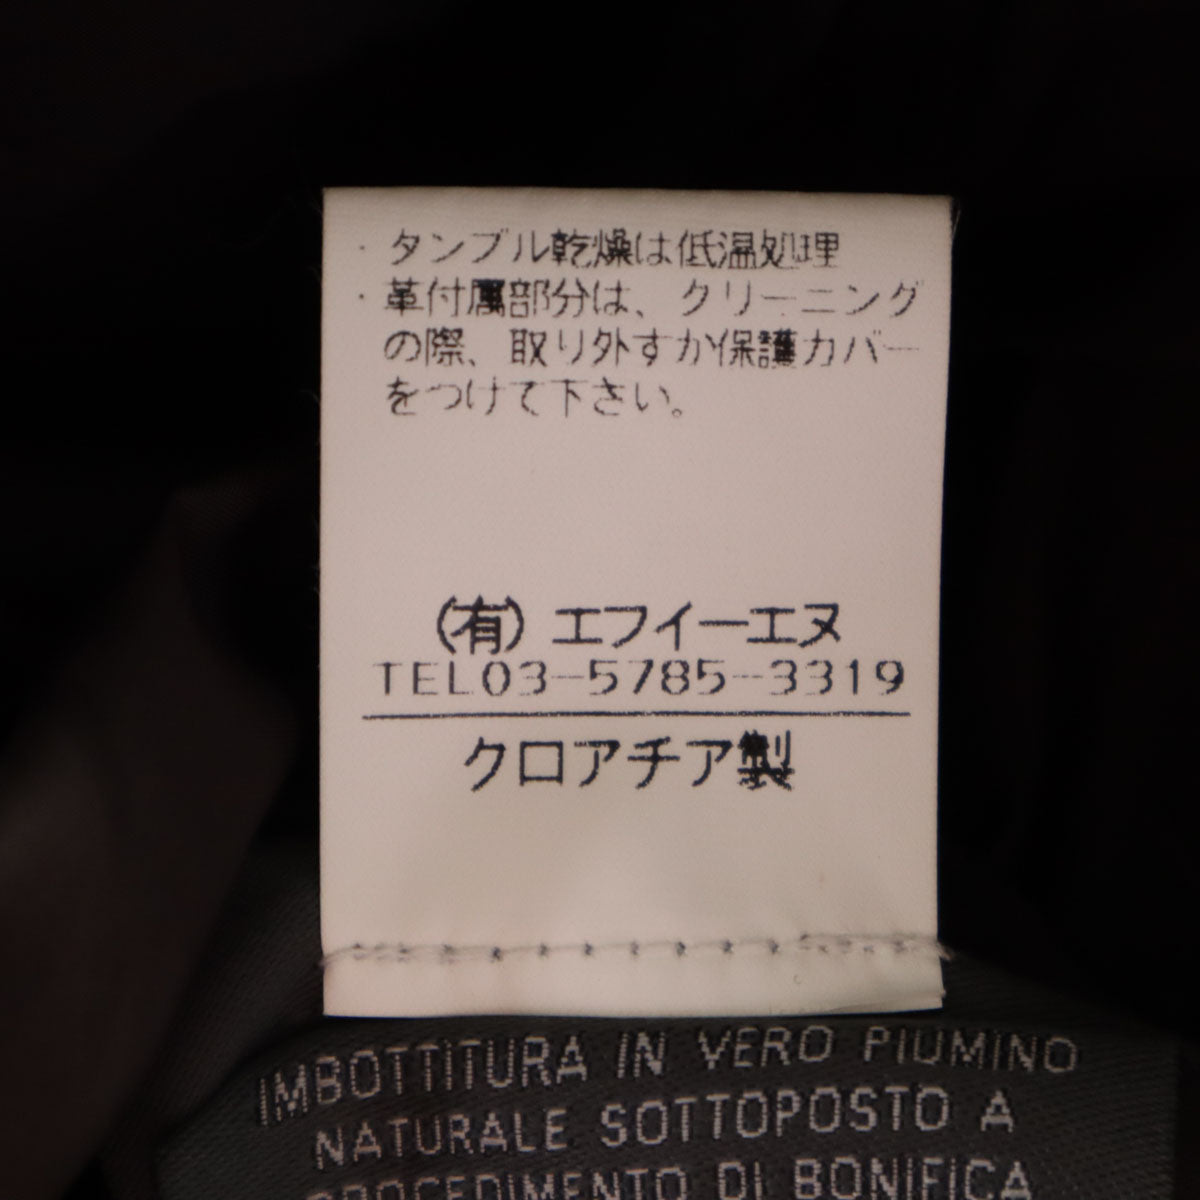 ・タンブル乾燥は低温処理
・革付属部分は、クリーニング
の際、取り外すか保護カバー
をつけて下さい。
(有)エフイーエヌ
TEL03-5785-3319
クロアチア製
IMBOTTITURA IN VERO PIUMINO
NATURALE SOTTOPOSTO A
PROCEDIMENTO DI BONIFICA